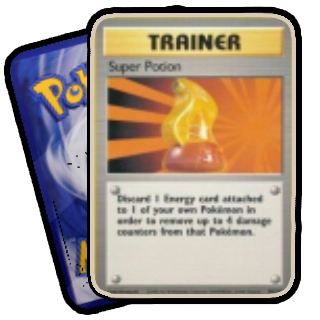 TRAINER
Super Potion
Discard 1 Energy card attached
to 1 of your own Pokémon in
order to remove up to 4 damage
counters from that Pokémon.